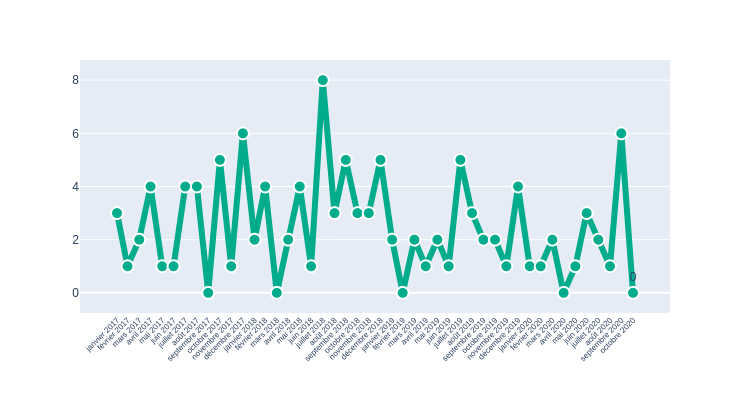 8
6
4
2
0
0
janvier 2017
février 2017
mars 2017
avril 2017
mai 2017
juin 2017
juillet 2017
août 2017
septembre 2017
octobre 2017
novembre 2017
décembre 2017
janvier 2018
février 2018
mars 2018
avril 2018
mai 2018
juin 2018
juillet 2018
août 2018
septembre 2018
octobre 2018
novembre 2018
décembre 2018
janvier 2019
février 2019
mars 2019
avril 2019
mai 2019
juin 2019
juillet 2019
août 2019
septembre 2019
octobre 2019
novembre 2019
décembre 2019
janvier 2020
février 2020
mars 2020
avril 2020
mai 2020
juin 2020
juillet 2020
août 2020
septembre 2020
octobre 2020